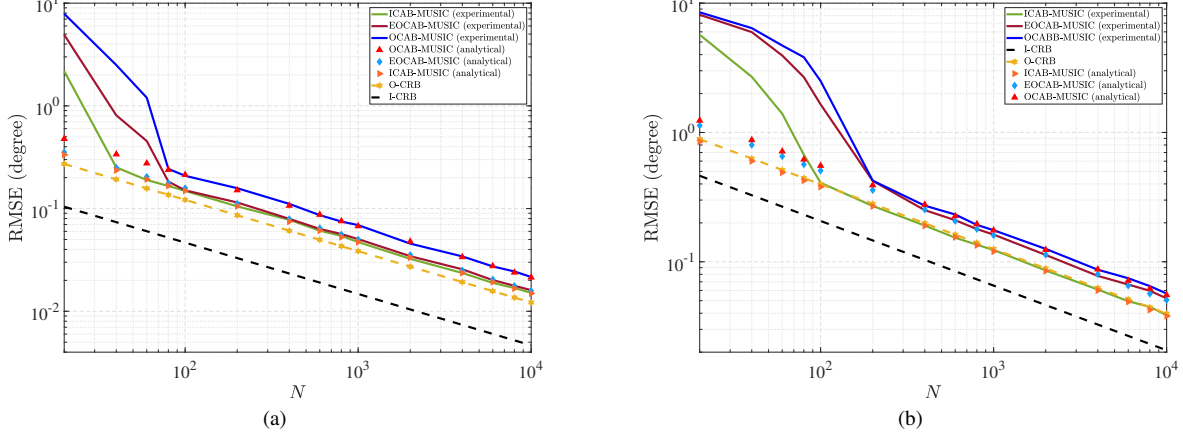 ICAB-MUSIC (experimental)
EOCAB-MUSIC (experimental)
OCAB-MUSIC (experimental)
OCAB-MUSIC (analytical)
EOCAB-MUSIC (analytical)
ICAB-MUSIC (analytical)
O-CRB
I-CRB
10^1
10^0
10^-1
10^-2
RMSE (degree)
10^2
10^3
10^4
N
(a)
ICAB-MUSIC (experimental)
EOCAB-MUSIC (experimental)
OCABB-MUSIC (experimental)
I-CRB
O-CRB
ICAB-MUSIC (analytical)
EOCAB-MUSIC (analytical)
OCAB-MUSIC (analytical)
10^1
10^0
10^-1
RMSE (degree)
10^2
10^3
10^4
N
(b)